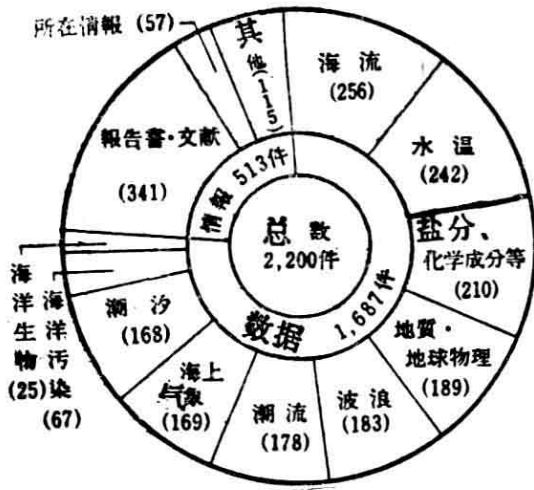 所在情報 (57)
其
他
(115)
海流
(256)
水温
(242)
盐分、
化学成分等
(210)
地質・
地球物理
(189)
波浪
(183)
潮流
(178)
海上
气象
(169)
潮汐
(168)
海洋污染
(67)
海洋生物
(25)
報告書・文献
(341)
情報 513件
数据 1,687件
总数
2,200件